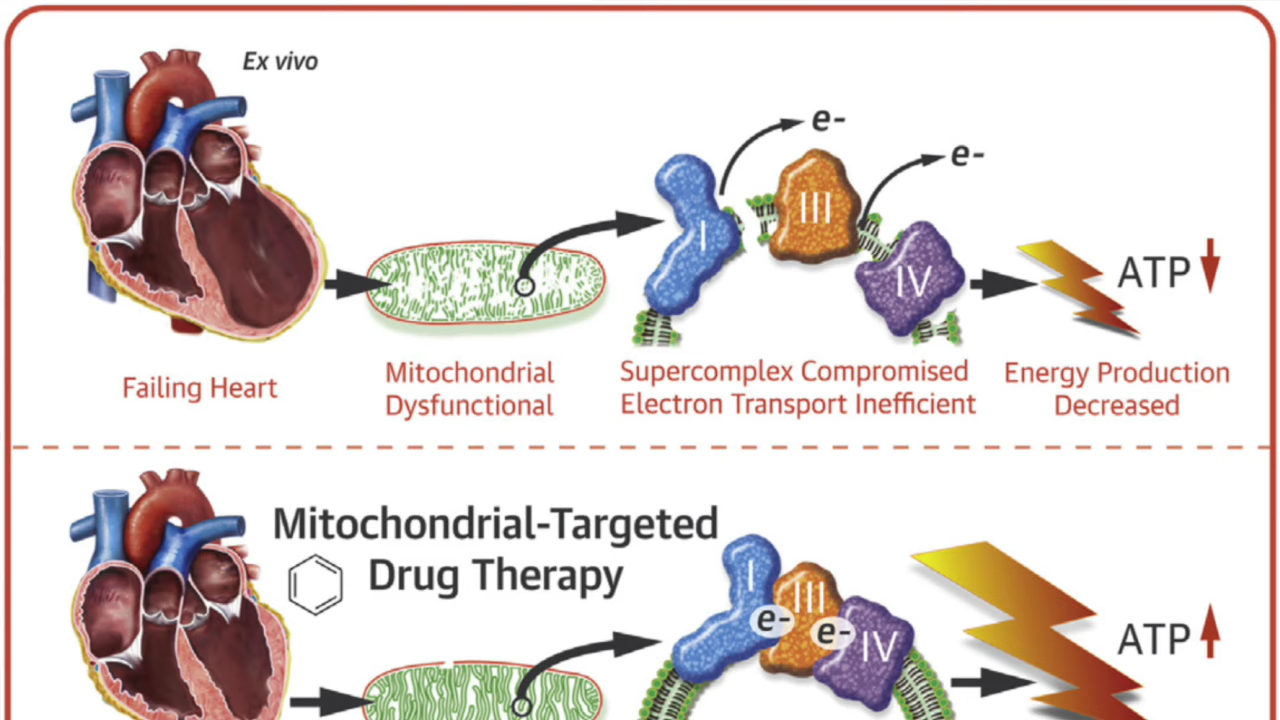 Ex vivo
e-
e-
I
III
IV
ATP
Failing Heart
Mitochondrial
Dysfunctional
Supercomplex Compromised
Electron Transport Inefficient
Energy Production
Decreased
Mitochondrial-Targeted
Drug Therapy
I
III
IV
e-
e-
ATP